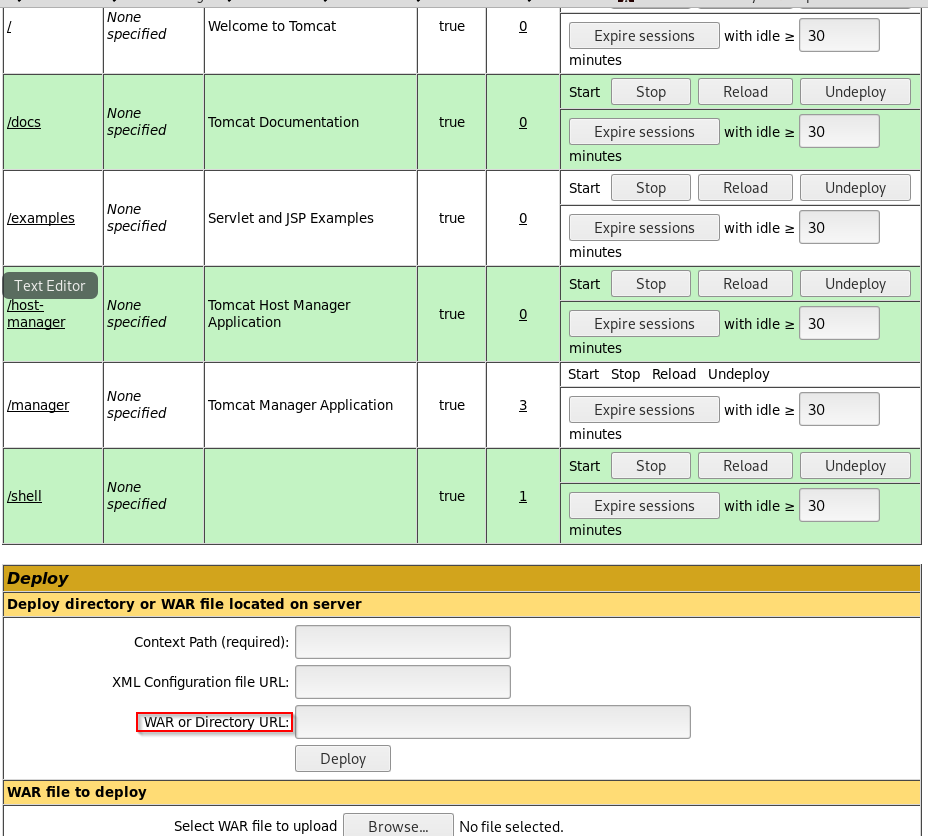 /
None
specified
Welcome to Tomcat
true
0
Expire sessions with idle ≥ 30
minutes
/docs
None
specified
Tomcat Documentation
true
0
Start Stop Reload Undeploy
Expire sessions with idle ≥ 30
minutes
/examples
None
specified
Servlet and JSP Examples
true
0
Start Stop Reload Undeploy
Expire sessions with idle ≥ 30
minutes
Text Editor
/host-
manager
None
specified
Tomcat Host Manager
Application
true
0
Start Stop Reload Undeploy
Expire sessions with idle ≥ 30
minutes
/manager
None
specified
Tomcat Manager Application
true
3
Start Stop Reload Undeploy
Expire sessions with idle ≥ 30
minutes
/shell
None
specified
true
1
Start Stop Reload Undeploy
Expire sessions with idle ≥ 30
minutes
Deploy
Deploy directory or WAR file located on server
Context Path (required):
XML Configuration file URL:
WAR or Directory URL:
Deploy
WAR file to deploy
Select WAR file to upload Browse... No file selected.